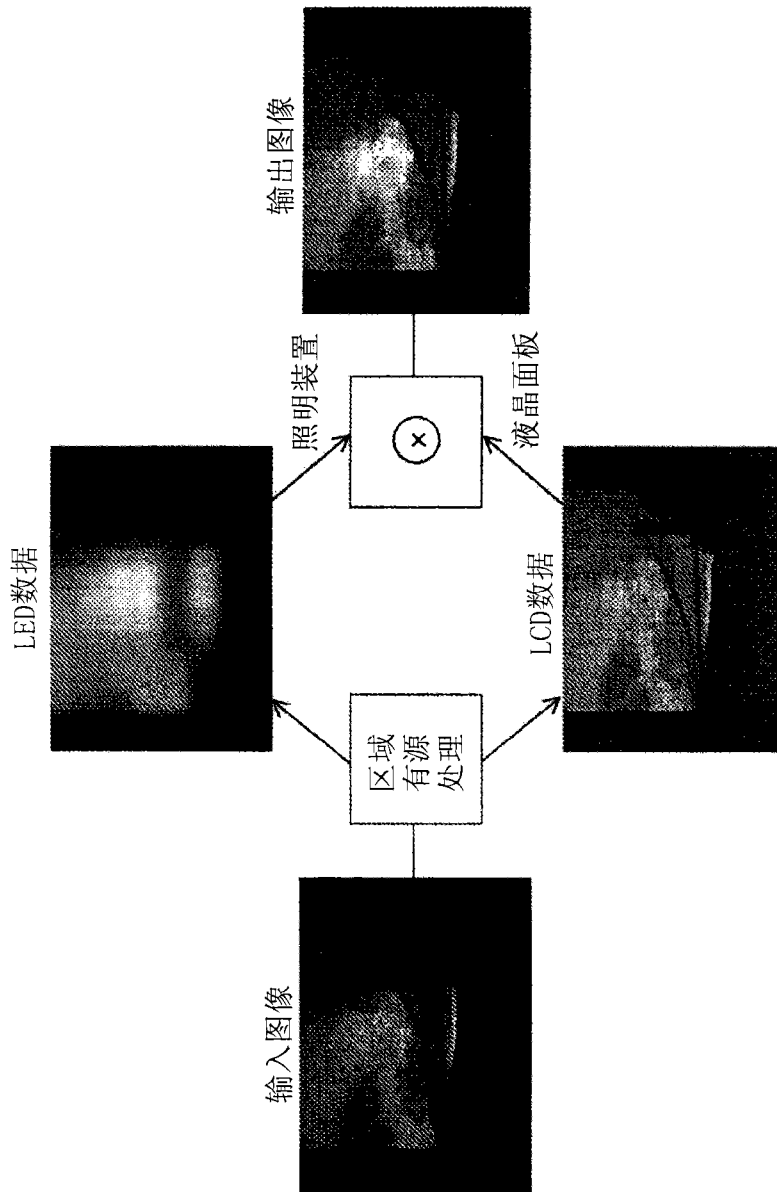 输入图像
区域
有源
处理
LED数据
LCD数据
照明装置
液晶面板
输出图像